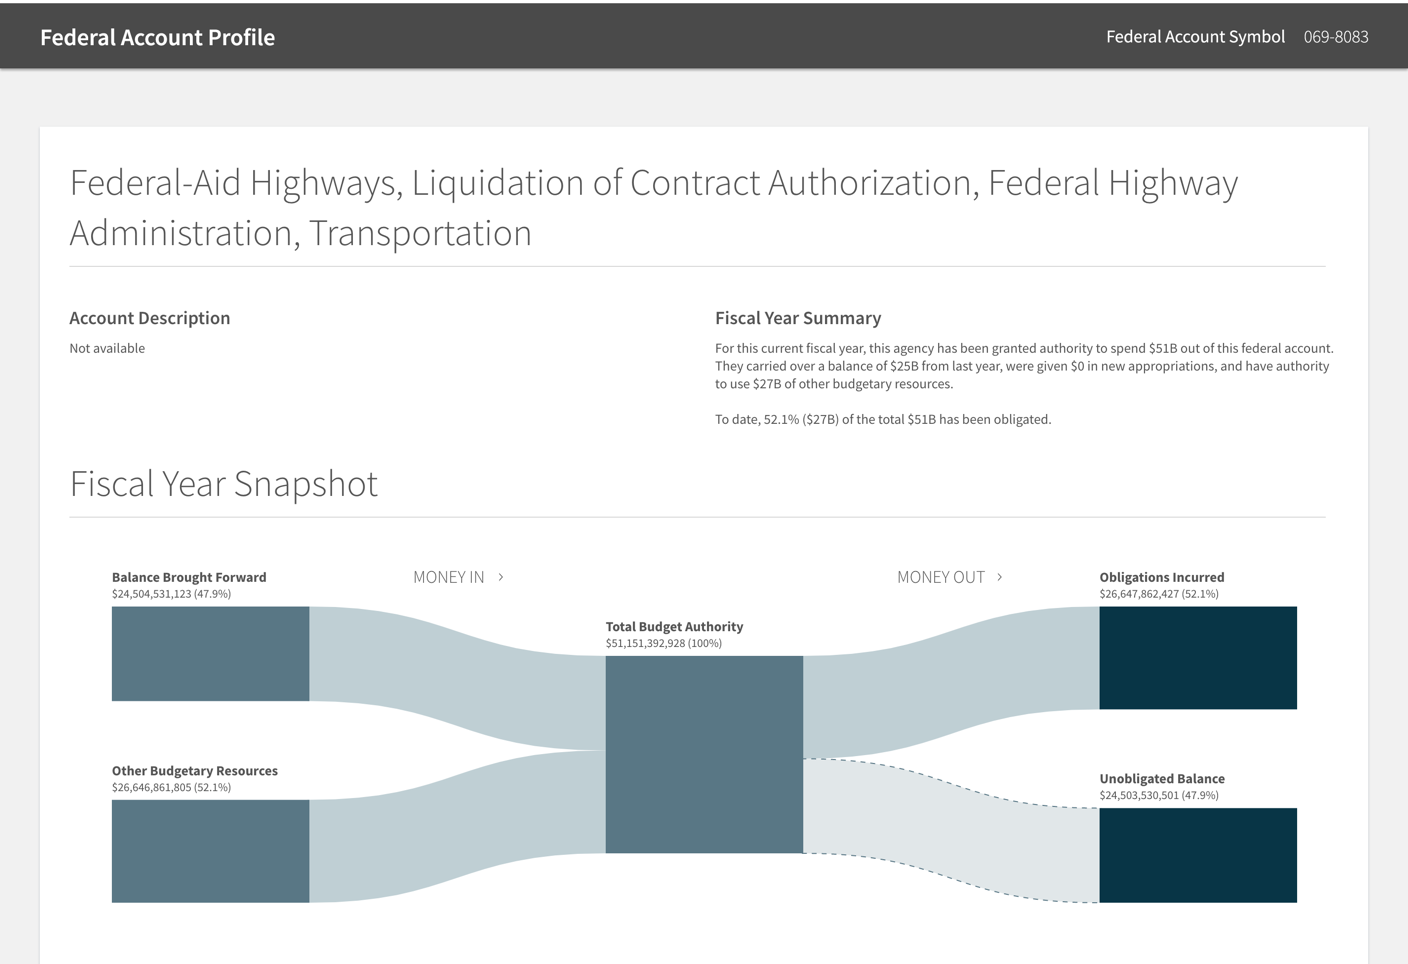 Federal Account Profile
Federal Account Symbol 069-8083
Federal-Aid Highways, Liquidation of Contract Authorization, Federal Highway
Administration, Transportation
Account Description
Not available
Fiscal Year Summary
For this current fiscal year, this agency has been granted authority to spend $51B out of this federal account.
They carried over a balance of $25B from last year, were given $0 in new appropriations, and have authority
to use $27B of other budgetary resources.
To date, 52.1% ($27B) of the total $51B has been obligated.
Fiscal Year Snapshot
MONEY IN >
MONEY OUT >
Balance Brought Forward
$24,504,531,123 (47.9%)
Other Budgetary Resources
$26,646,861,805 (52.1%)
Total Budget Authority
$51,151,392,928 (100%)
Obligations Incurred
$26,647,862,427 (52.1%)
Unobligated Balance
$24,503,530,501 (47.9%)